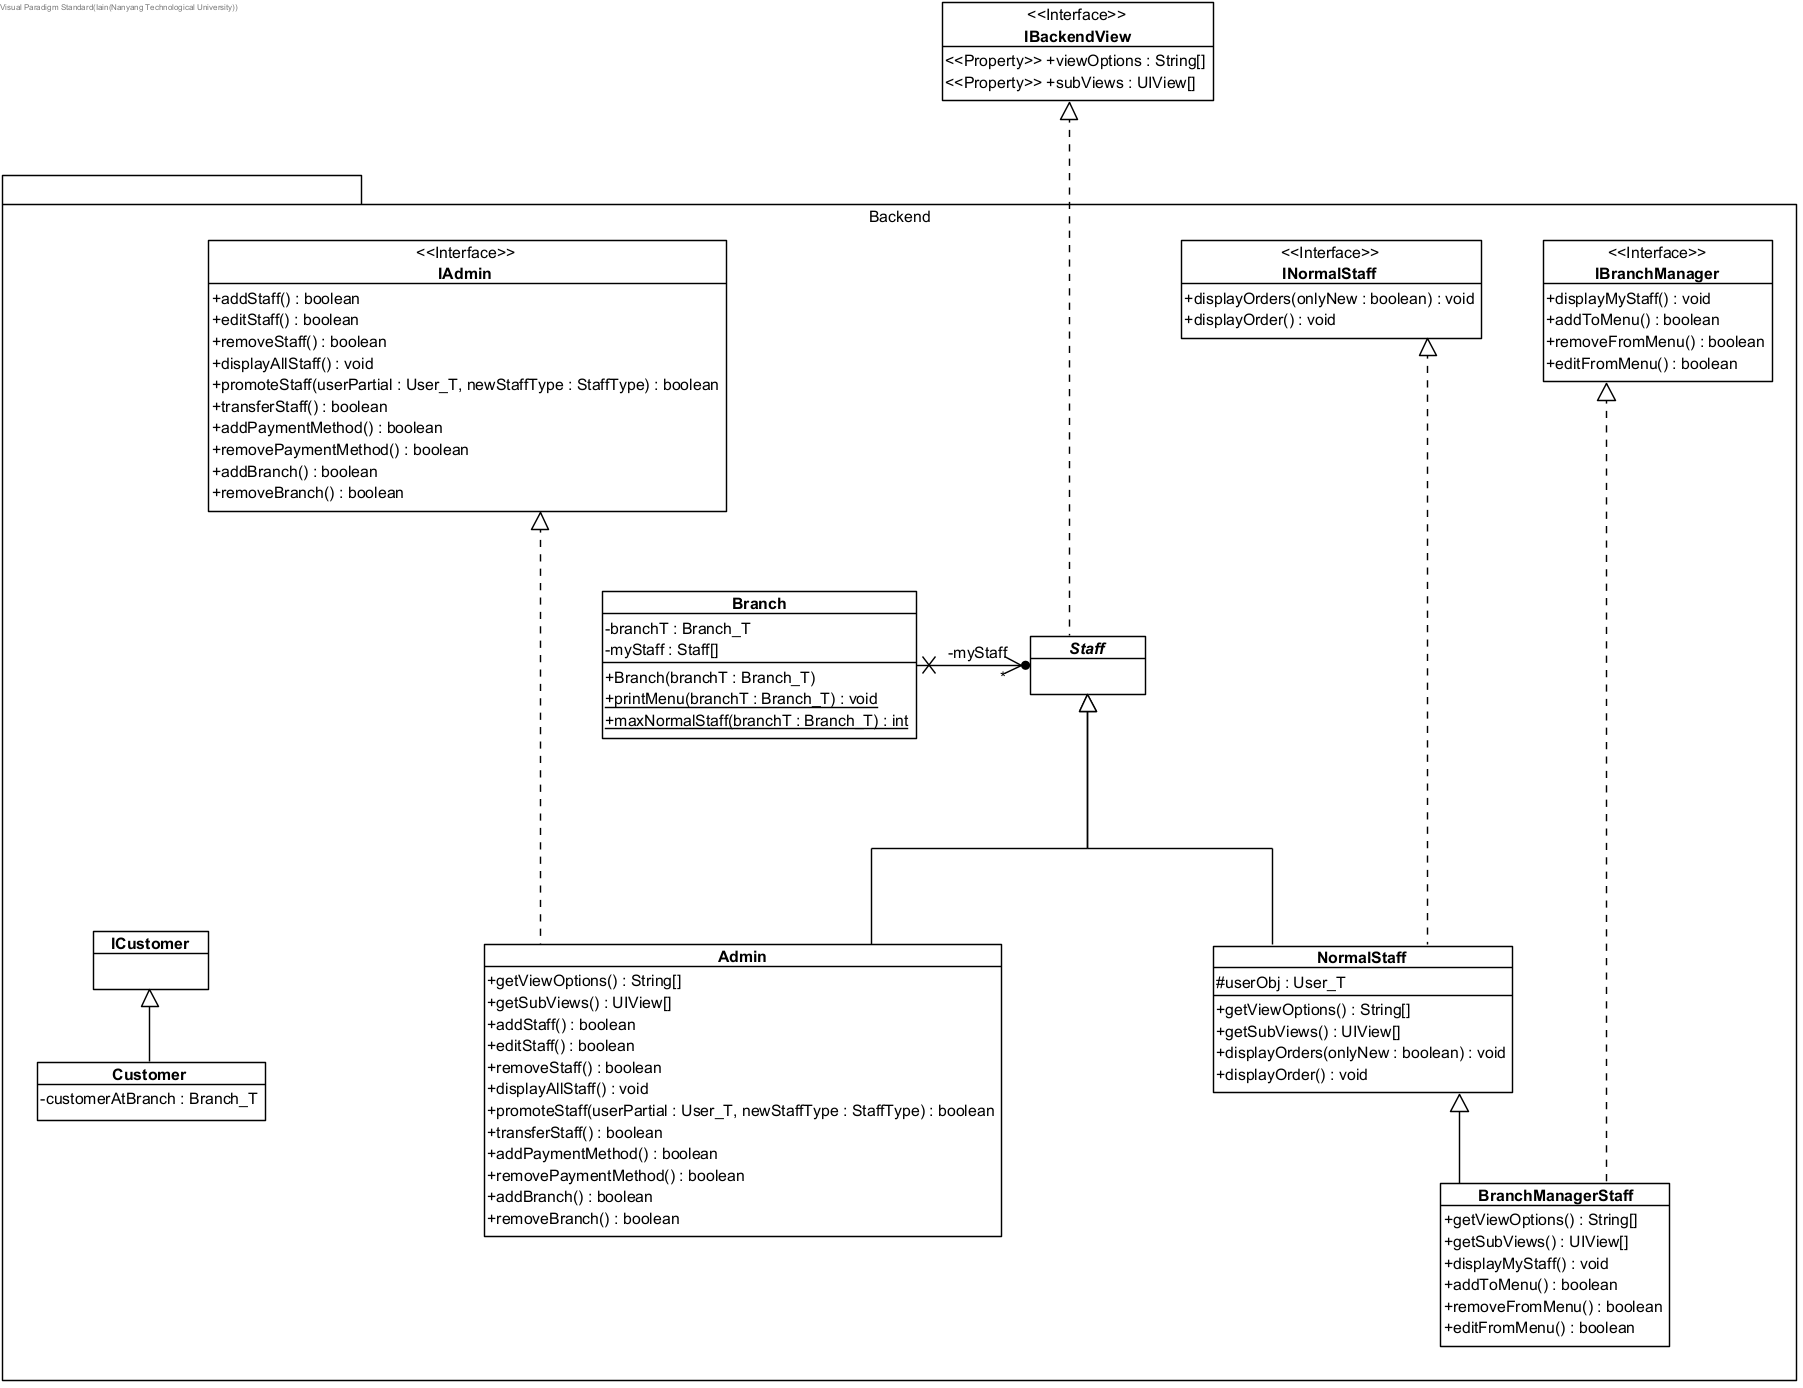 Visual Paradigm Standard(Iain(Nanyang Technological University))
<<Interface>>
IBackendView
<<Property>> +viewOptions : String[]
<<Property>> +subViews : UIView[]
Backend
<<Interface>>
IAdmin
+addStaff() : boolean
+editStaff() : boolean
+removeStaff() : boolean
+displayAllStaff() : void
+promoteStaff(userPartial : User_T, newStaffType : StaffType) : boolean
+transferStaff() : boolean
+addPaymentMethod() : boolean
+removePaymentMethod() : boolean
+addBranch() : boolean
+removeBranch() : boolean
<<Interface>>
INormalStaff
+displayOrders(onlyNew : boolean) : void
+displayOrder() : void
<<Interface>>
IBranchManager
+displayMyStaff() : void
+addToMenu() : boolean
+removeFromMenu() : boolean
+editFromMenu() : boolean
Branch
-branchT : Branch_T
-myStaff : Staff[]
+Branch(branchT : Branch_T)
+printMenu(branchT : Branch_T) : void
+maxNormalStaff(branchT : Branch_T) : int
-myStaff
*
Staff
ICustomer
Customer
-customerAtBranch : Branch_T
Admin
+getViewOptions() : String[]
+getSubViews() : UIView[]
+addStaff() : boolean
+editStaff() : boolean
+removeStaff() : boolean
+displayAllStaff() : void
+promoteStaff(userPartial : User_T, newStaffType : StaffType) : boolean
+transferStaff() : boolean
+addPaymentMethod() : boolean
+removePaymentMethod() : boolean
+addBranch() : boolean
+removeBranch() : boolean
NormalStaff
#userObj : User_T
+getViewOptions() : String[]
+getSubViews() : UIView[]
+displayOrders(onlyNew : boolean) : void
+displayOrder() : void
BranchManagerStaff
+getViewOptions() : String[]
+getSubViews() : UIView[]
+displayMyStaff() : void
+addToMenu() : boolean
+removeFromMenu() : boolean
+editFromMenu() : boolean